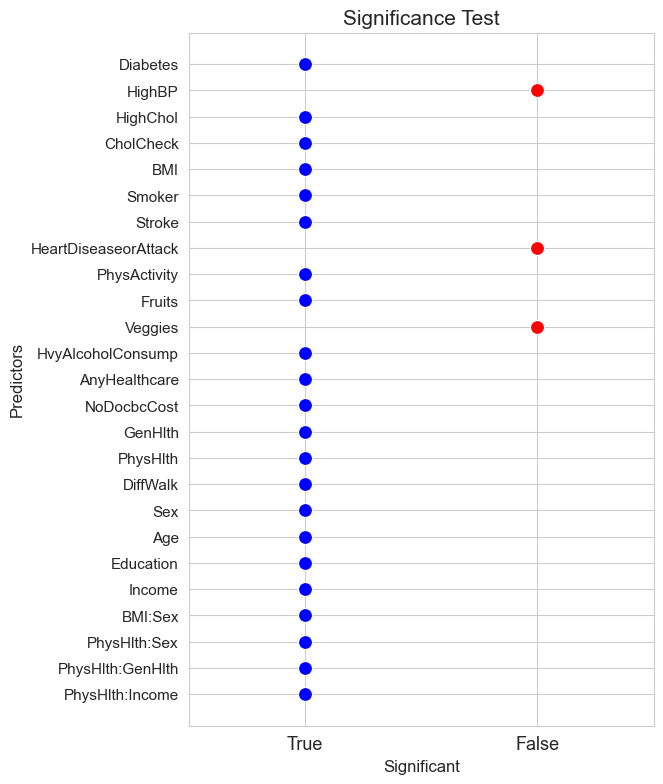 Significance Test
Diabetes
HighBP
HighChol
CholCheck
BMI
Smoker
Stroke
HeartDiseaseorAttack
PhysActivity
Fruits
Veggies
HvyAlcoholConsump
AnyHealthcare
NoDocbcCost
GenHlth
PhysHlth
DiffWalk
Sex
Age
Education
Income
BMI:Sex
PhysHlth:Sex
PhysHlth:GenHlth
PhysHlth:Income
Predictors
True False
Significant